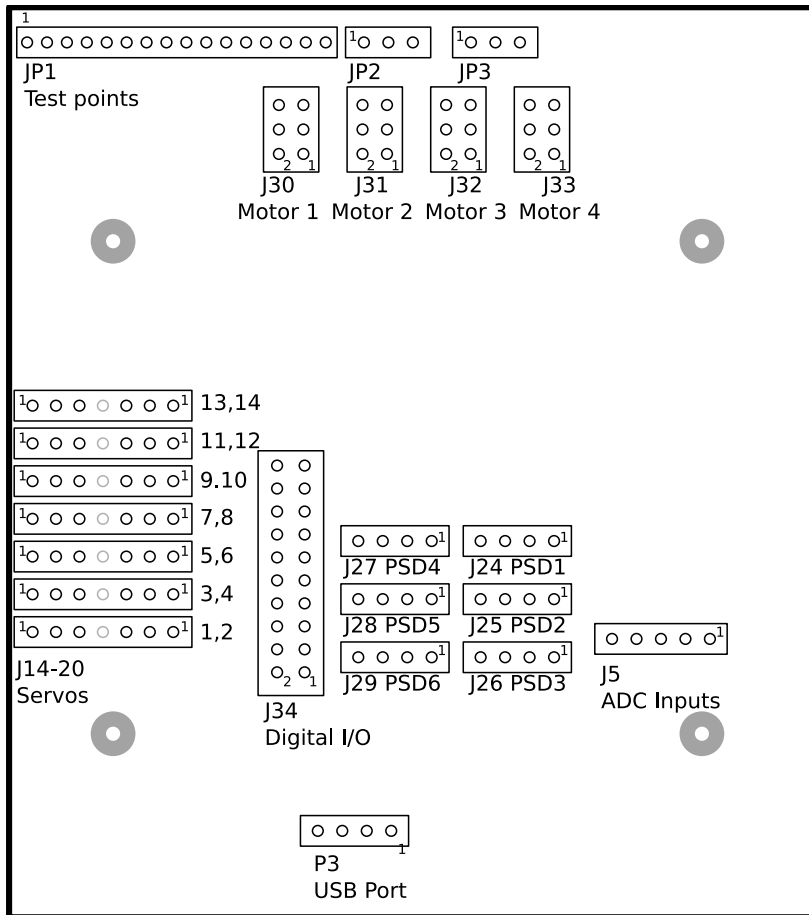 1
1
1
JP1
JP2
JP3
Test points
2 1
2 1
2 1
2 1
J30
J31
J32
J33
Motor 1
Motor 2
Motor 3
Motor 4
1 1 13,14
1 1 11,12
1 1 9.10
1 1 7,8
1 1 5,6
1 1 3,4
1 1 1,2
J14-20
Servos
2 1
J34
Digital I/O
1
1
J27 PSD4
J24 PSD1
1
1
J28 PSD5
J25 PSD2
1
1
J29 PSD6
J26 PSD3
1
J5
ADC Inputs
1
P3
USB Port